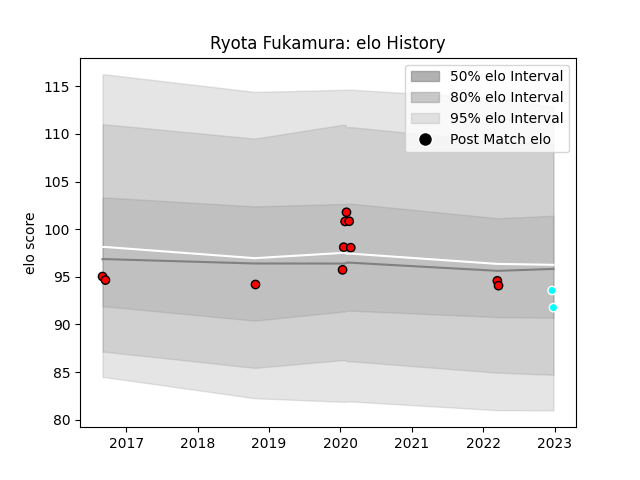 Ryota Fukamura: elo History
50% elo Interval
80% elo Interval
95% elo Interval
Post Match elo
elo score
115
110
105
100
95
90
85
80
2017
2018
2019
2020
2021
2022
2023